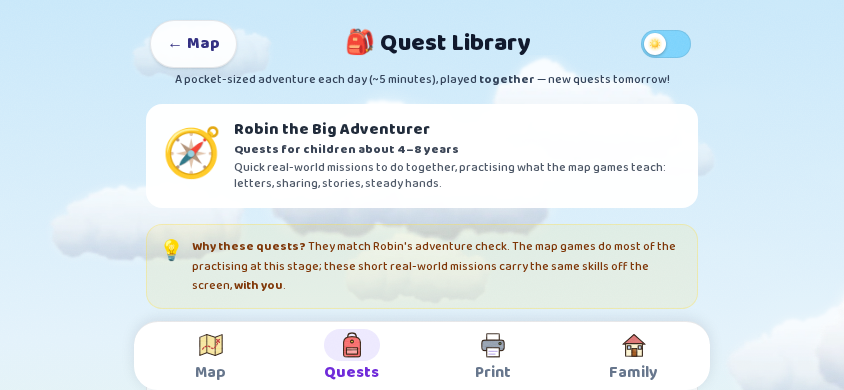 ← Map
Quest Library
A pocket-sized adventure each day (~5 minutes), played together — new quests tomorrow!
Robin the Big Adventurer
Quests for children about 4–8 years
Quick real-world missions to do together, practising what the map games teach:
letters, sharing, stories, steady hands.
Why these quests? They match Robin's adventure check. The map games do most of the
practising at this stage; these short real-world missions carry the same skills off the
screen, with you.
Map
Quests
Print
Family